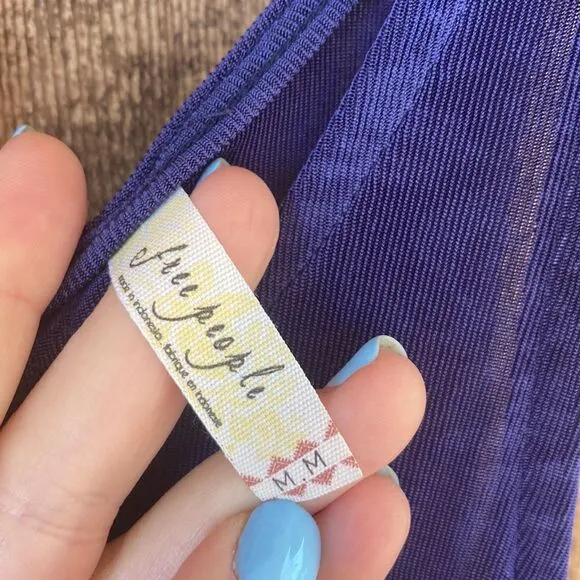 free people
made in indonesia . fabriqué en indonésie
M.M